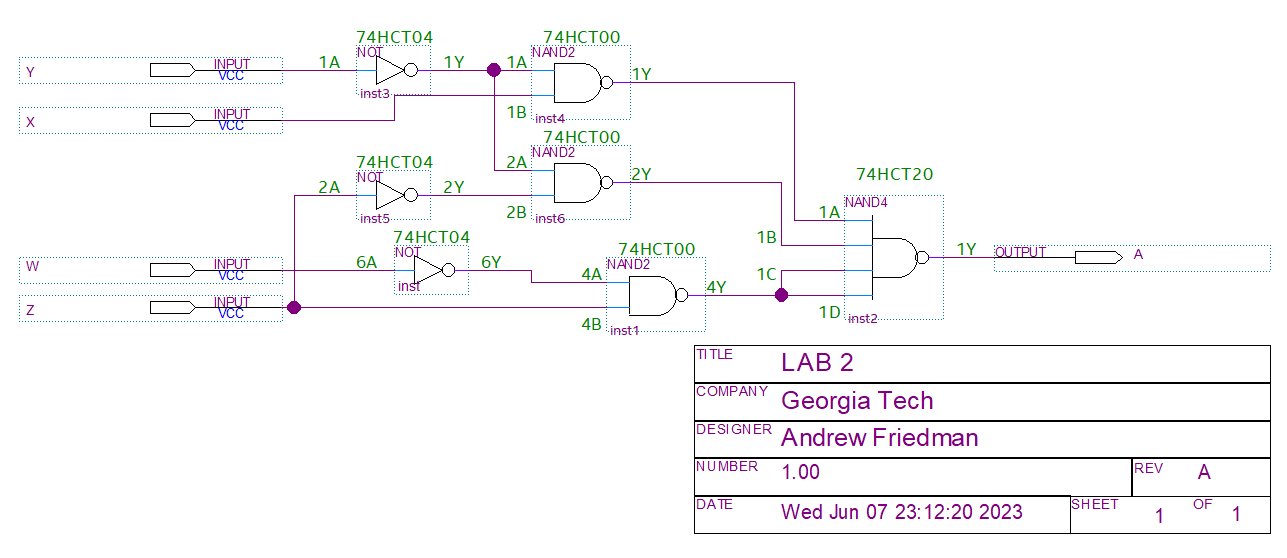 74HCT04
74HCT00
NOT
NAND2
Y
INPUT
VCC
1A
1Y
1A
1Y
inst3
X
INPUT
VCC
1B
inst4
74HCT00
NAND2
74HCT04
NOT
2A
2Y
2A
2Y
74HCT20
NAND4
inst5
2B
inst6
1A
74HCT04
NOT
1B
74HCT00
NAND2
1Y
OUTPUT
A
W
INPUT
VCC
6A
6Y
4A
1C
inst
4Y
Z
INPUT
VCC
4B
inst1
1D
inst2
TITLE
LAB 2
COMPANY
Georgia Tech
DESIGNER
Andrew Friedman
NUMBER
1.00
REV
A
DATE
Wed Jun 07 23:12:20 2023
SHEET
1
OF
1